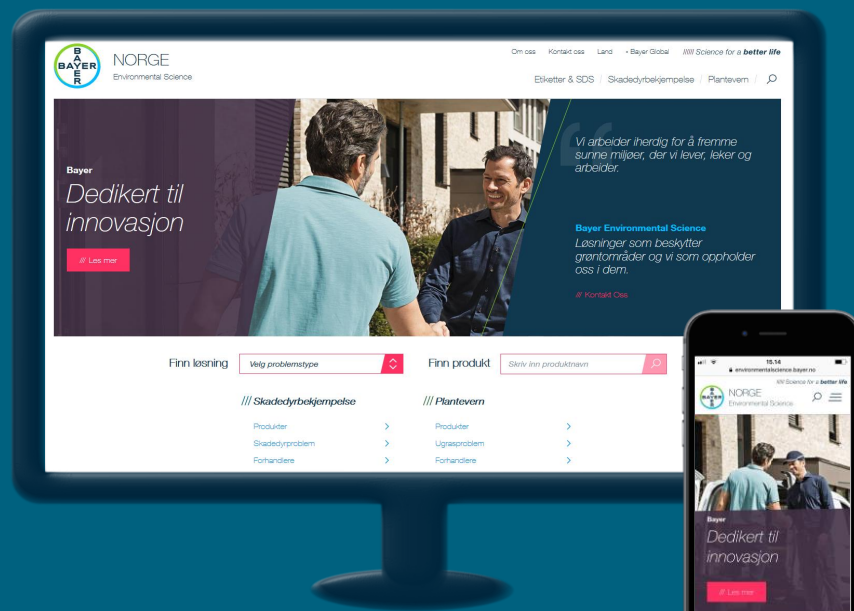 BAYER
BAYER
NORGE
Environmental Science
Om oss
Kontakt oss
Land
Bayer Global
///// Science for a better life
Etiketter & SDS / Skadedyrbekjempelse / Plantevern /
Bayer
Dedikert til
innovasjon
/// Les mer
“
Vi arbeider iherdig for å fremme
sunne miljøer, der vi lever, leker og
arbeider.
Bayer Environmental Science
Løsninger som beskytter
grøntområder og vi som oppholder
oss i dem.
/// Kontakt Oss
Finn løsning
Velg problemstype
Finn produkt
Skriv inn produktnavn
/// Skadedyrbekjempelse
Produkter
Skadedyrproblem
Forhandlere
/// Plantevern
Produkter
Ugrasproblem
Forhandlere
15.14
environmentalscience.bayer.no
///// Science for a better life
BAYER
NORGE
Environmental Science
Bayer
Dedikert til
innovasjon
/// Les mer